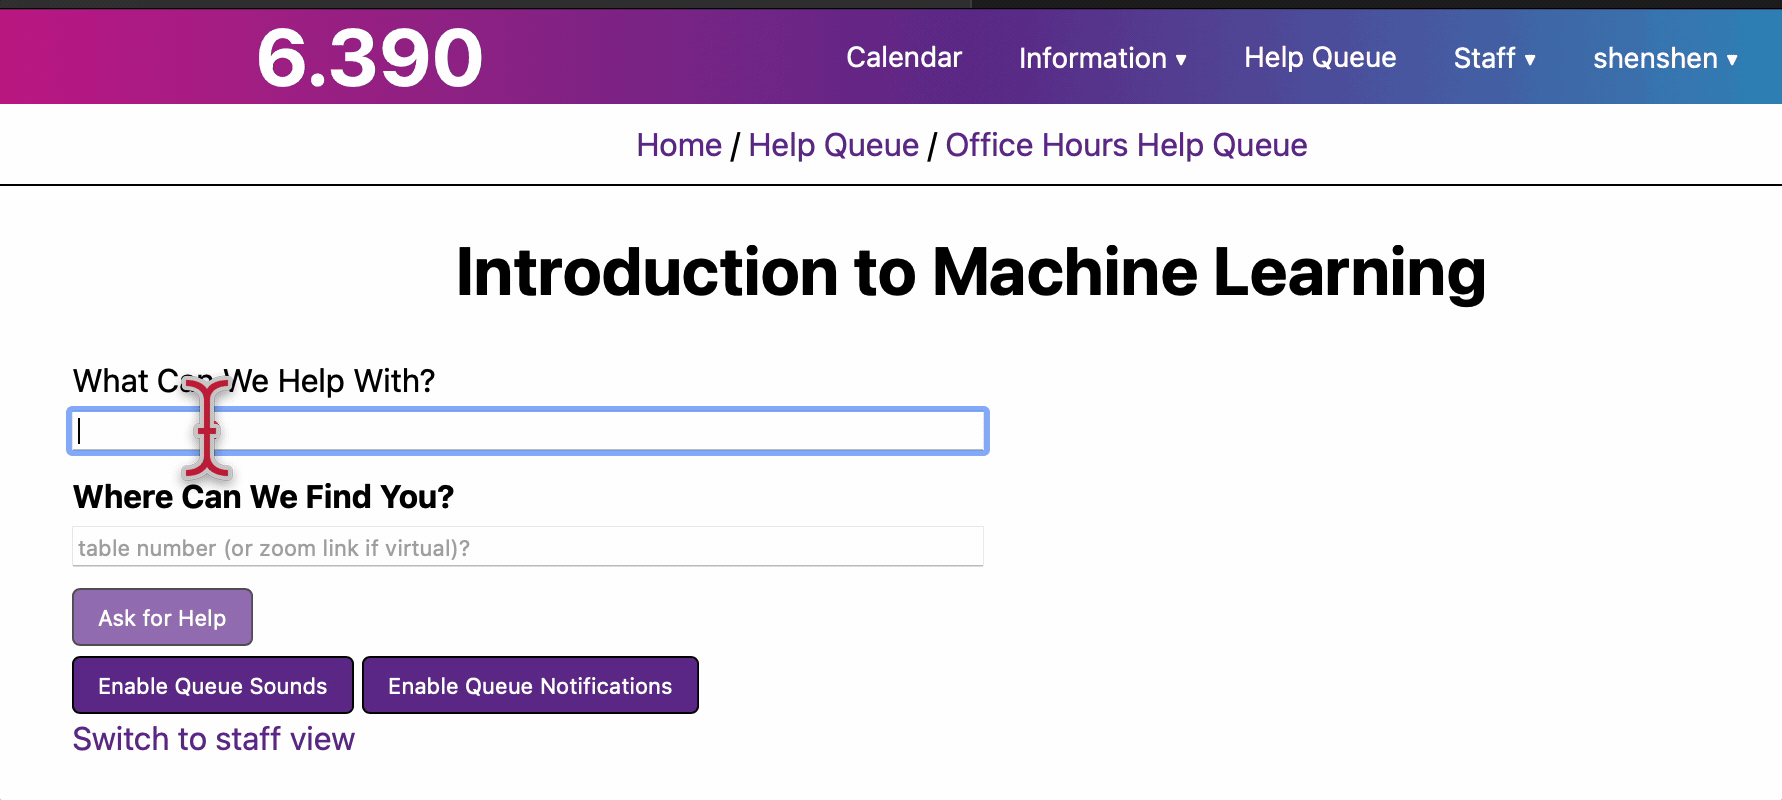 6.390
Calendar Information ▾ Help Queue Staff ▾ shenshen ▾
Home / Help Queue / Office Hours Help Queue
Introduction to Machine Learning
What Can We Help With?
Where Can We Find You?
table number (or zoom link if virtual)?
Ask for Help
Enable Queue Sounds Enable Queue Notifications
Switch to staff view